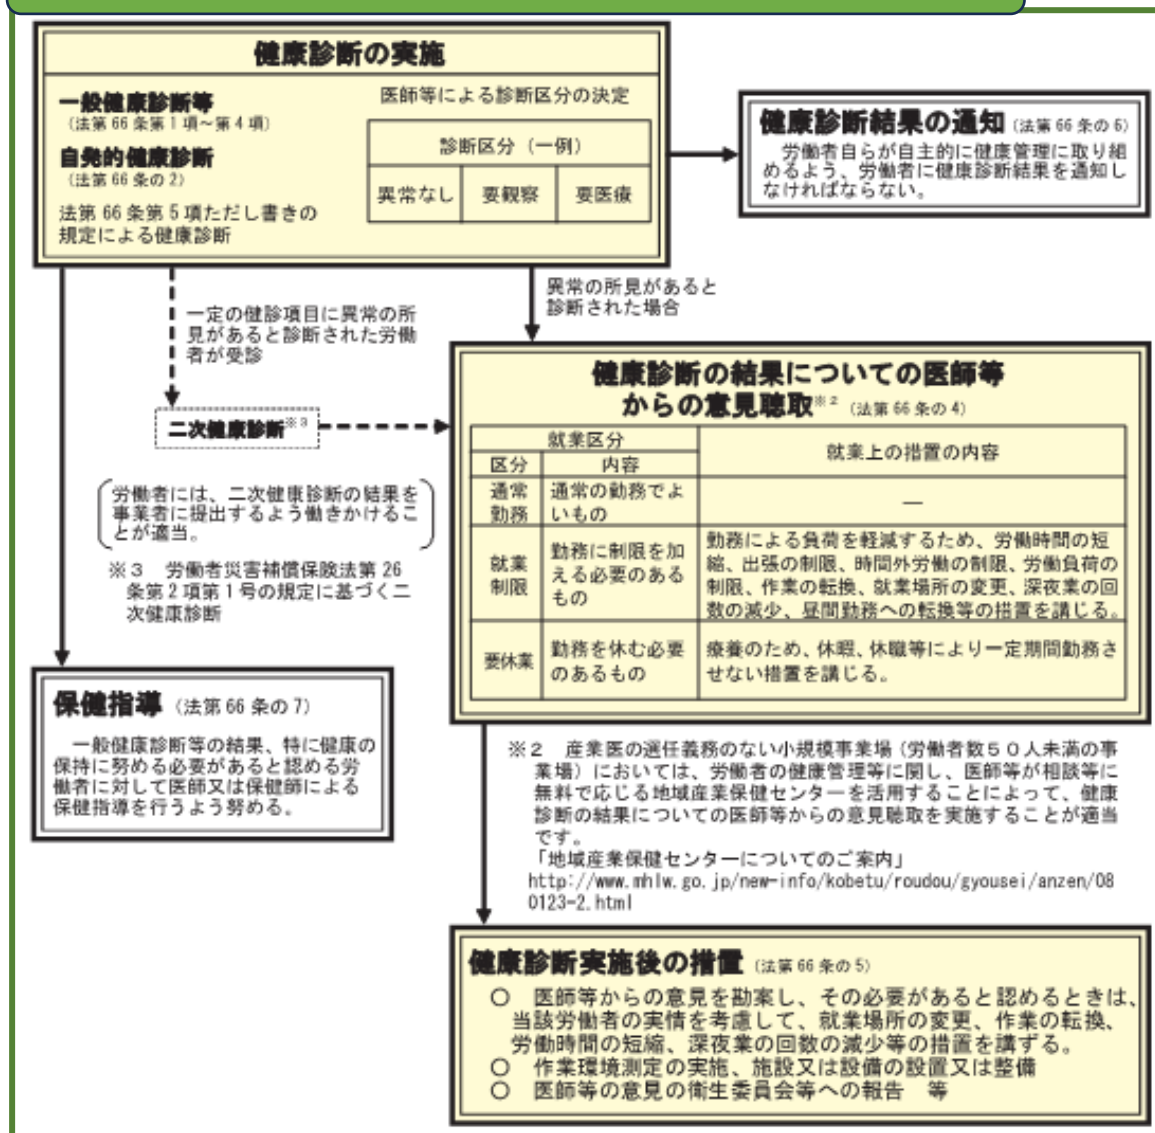 健康診断の実施
一般健康診断等
(法第66条第1項～第4項)
自発的健康診断
(法第66条の2)
法第66条第5項ただし書きの
規定による健康診断
医師等による診断区分の決定
診断区分（一例）
異常なし 要観察 要医療
健康診断結果の通知 (法第66条の6)
労働者自らが自主的に健康管理に取り組
めるよう、労働者に健康診断結果を通知し
なければならない。
異常の所見があると
診断された場合
一定の健診項目に異常の所
見があると診断された労働
者が受診
二次健康診断※3
労働者には、二次健康診断の結果を
事業者に提出するよう働きかけるこ
とが適当。
※3 労働者災害補償保険法第26
条第2項第1号の規定に基づく二
次健康診断
健康診断の結果についての医師等
からの意見聴取※2 (法第66条の4)
就業区分 就業上の措置の内容
区分 内容
通常
勤務
通常の勤務でよ
いもの
―
就業
制限
勤務に制限を加
える必要のある
もの
勤務による負荷を軽減するため、労働時間の短
縮、出張の制限、時間外労働の制限、労働負荷の
制限、作業の転換、就業場所の変更、深夜業の回
数の減少、昼間勤務への転換等の措置を講じる。
要休業
勤務を休む必要
のあるもの
療養のため、休暇、休職等により一定期間勤務さ
せない措置を講じる。
保健指導 (法第66条の7)
一般健康診断等の結果、特に健康の
保持に努める必要があると認める労
働者に対して医師又は保健師による
保健指導を行うよう努める。
※2 産業医の選任義務のない小規模事業場（労働者数50人未満の事
業場）においては、労働者の健康管理等に関し、医師等が相談等に
無料で応じる地域産業保健センターを活用することによって、健康
診断の結果についての医師等からの意見聴取を実施することが適当
です。
「地域産業保健センターについてのご案内」
http://www.mhlw.go.jp/new-info/kobetu/roudou/gyousei/anzen/08
0123-2.html
健康診断実施後の措置 (法第66条の5)
○ 医師等からの意見を勘案し、その必要があると認めるときは、
当該労働者の実情を考慮して、就業場所の変更、作業の転換、
労働時間の短縮、深夜業の回数の減少等の措置を講ずる。
○ 作業環境測定の実施、施設又は設備の設置又は整備
○ 医師等の意見の衛生委員会等への報告 等